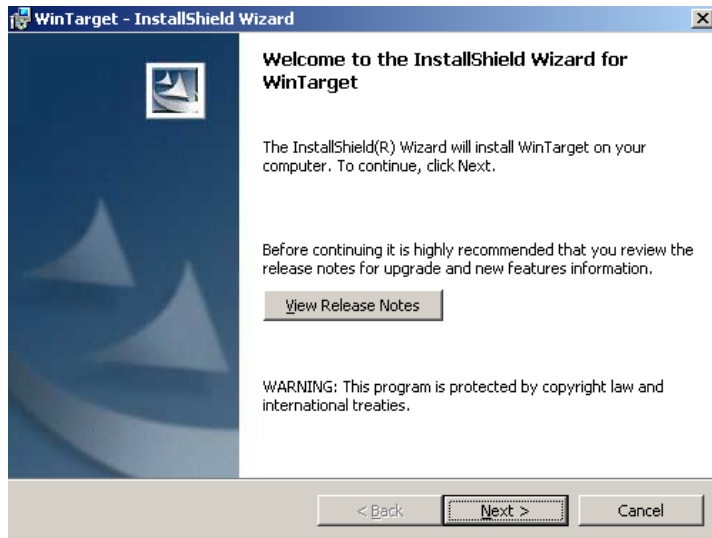 WinTarget - InstallShield Wizard
Welcome to the InstallShield Wizard for
WinTarget
The InstallShield(R) Wizard will install WinTarget on your
computer. To continue, click Next.
Before continuing it is highly recommended that you review the
release notes for upgrade and new features information.
View Release Notes
WARNING: This program is protected by copyright law and
international treaties.
< Back Next > Cancel